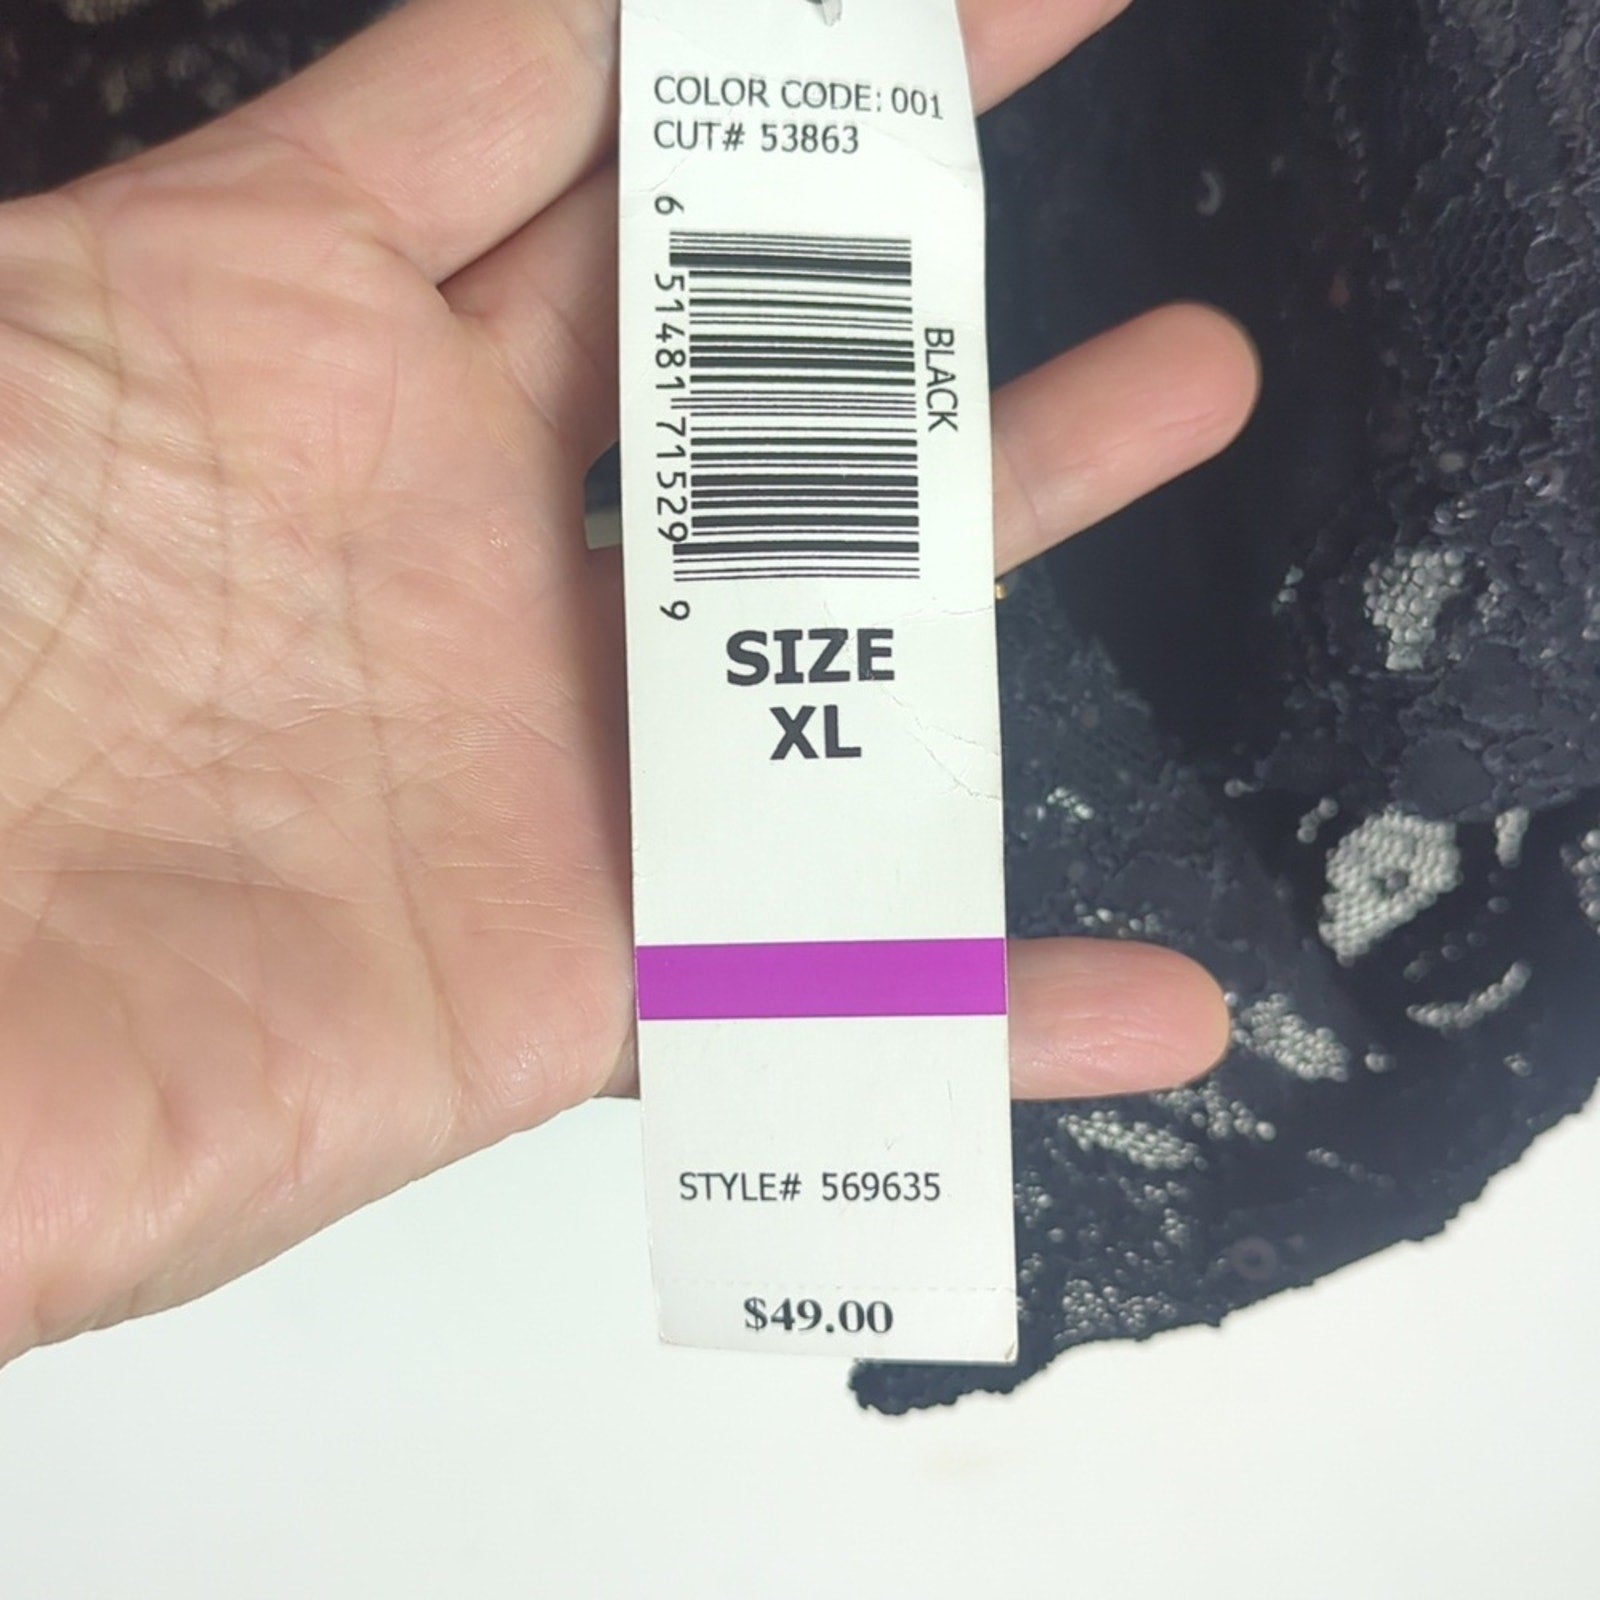 COLOR CODE: 001
CUT# 53863
6 51481 71529 9
BLACK
SIZE
XL
STYLE# 569635
$49.00